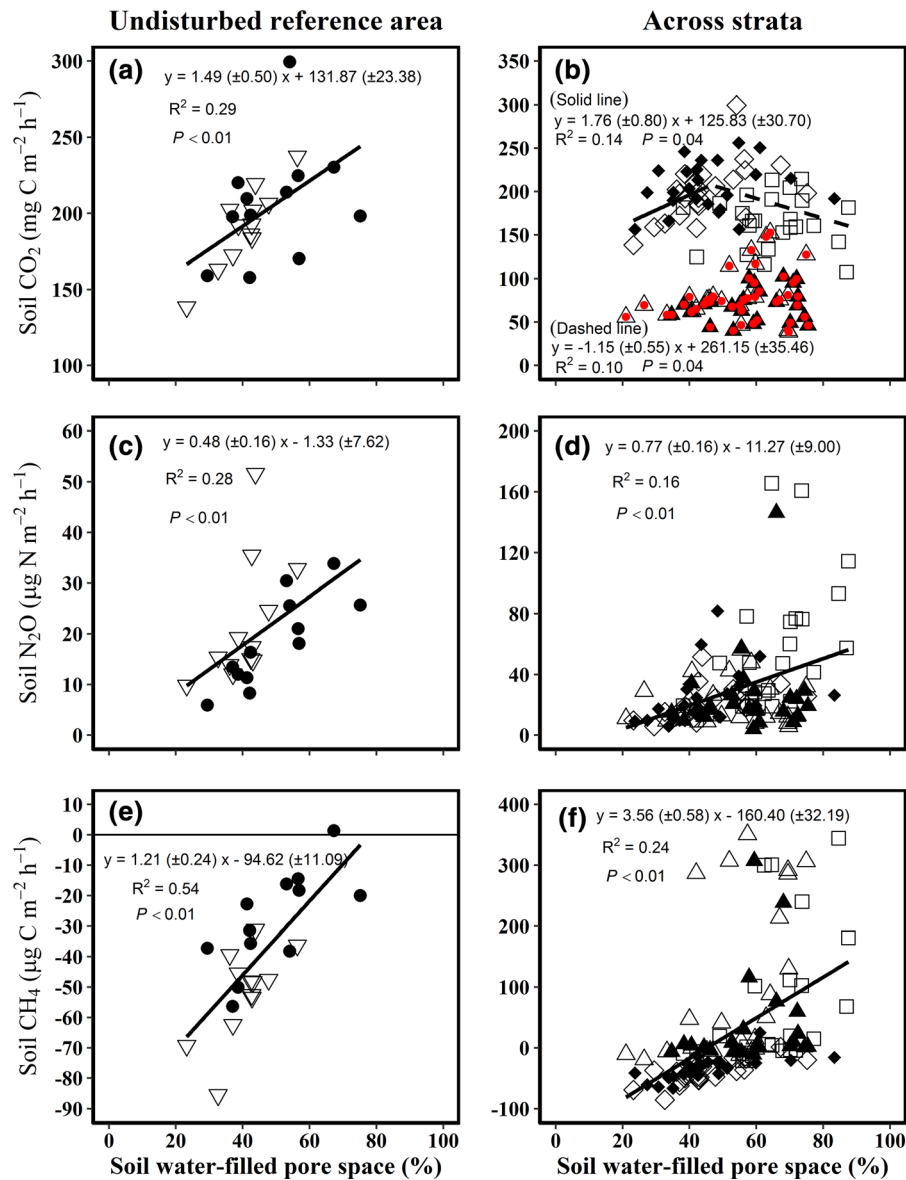 Undisturbed reference area
Across strata
(a)
y = 1.49 (±0.50) x + 131.87 (±23.38)
R² = 0.29
P < 0.01
300
250
200
150
100
Soil CO₂ (mg C m⁻² h⁻¹)
(b)
(Solid line)
y = 1.76 (±0.80) x + 125.83 (±30.70)
R² = 0.14 P = 0.04
(Dashed line)
y = -1.15 (±0.55) x + 261.15 (±35.46)
R² = 0.10 P = 0.04
350
300
250
200
150
100
50
0
(c)
y = 0.48 (±0.16) x - 1.33 (±7.62)
R² = 0.28
P < 0.01
60
50
40
30
20
10
0
Soil N₂O (µg N m⁻² h⁻¹)
(d)
y = 0.77 (±0.16) x - 11.27 (±9.00)
R² = 0.16
P < 0.01
200
160
120
80
40
0
(e)
y = 1.21 (±0.24) x - 94.62 (±11.09)
R² = 0.54
P < 0.01
10
0
-10
-20
-30
-40
-50
-60
-70
-80
-90
Soil CH₄ (µg C m⁻² h⁻¹)
0 20 40 60 80 100
Soil water-filled pore space (%)
(f)
y = 3.56 (±0.58) x - 160.40 (±32.19)
R² = 0.24
P < 0.01
400
300
200
100
0
-100
0 20 40 60 80 100
Soil water-filled pore space (%)